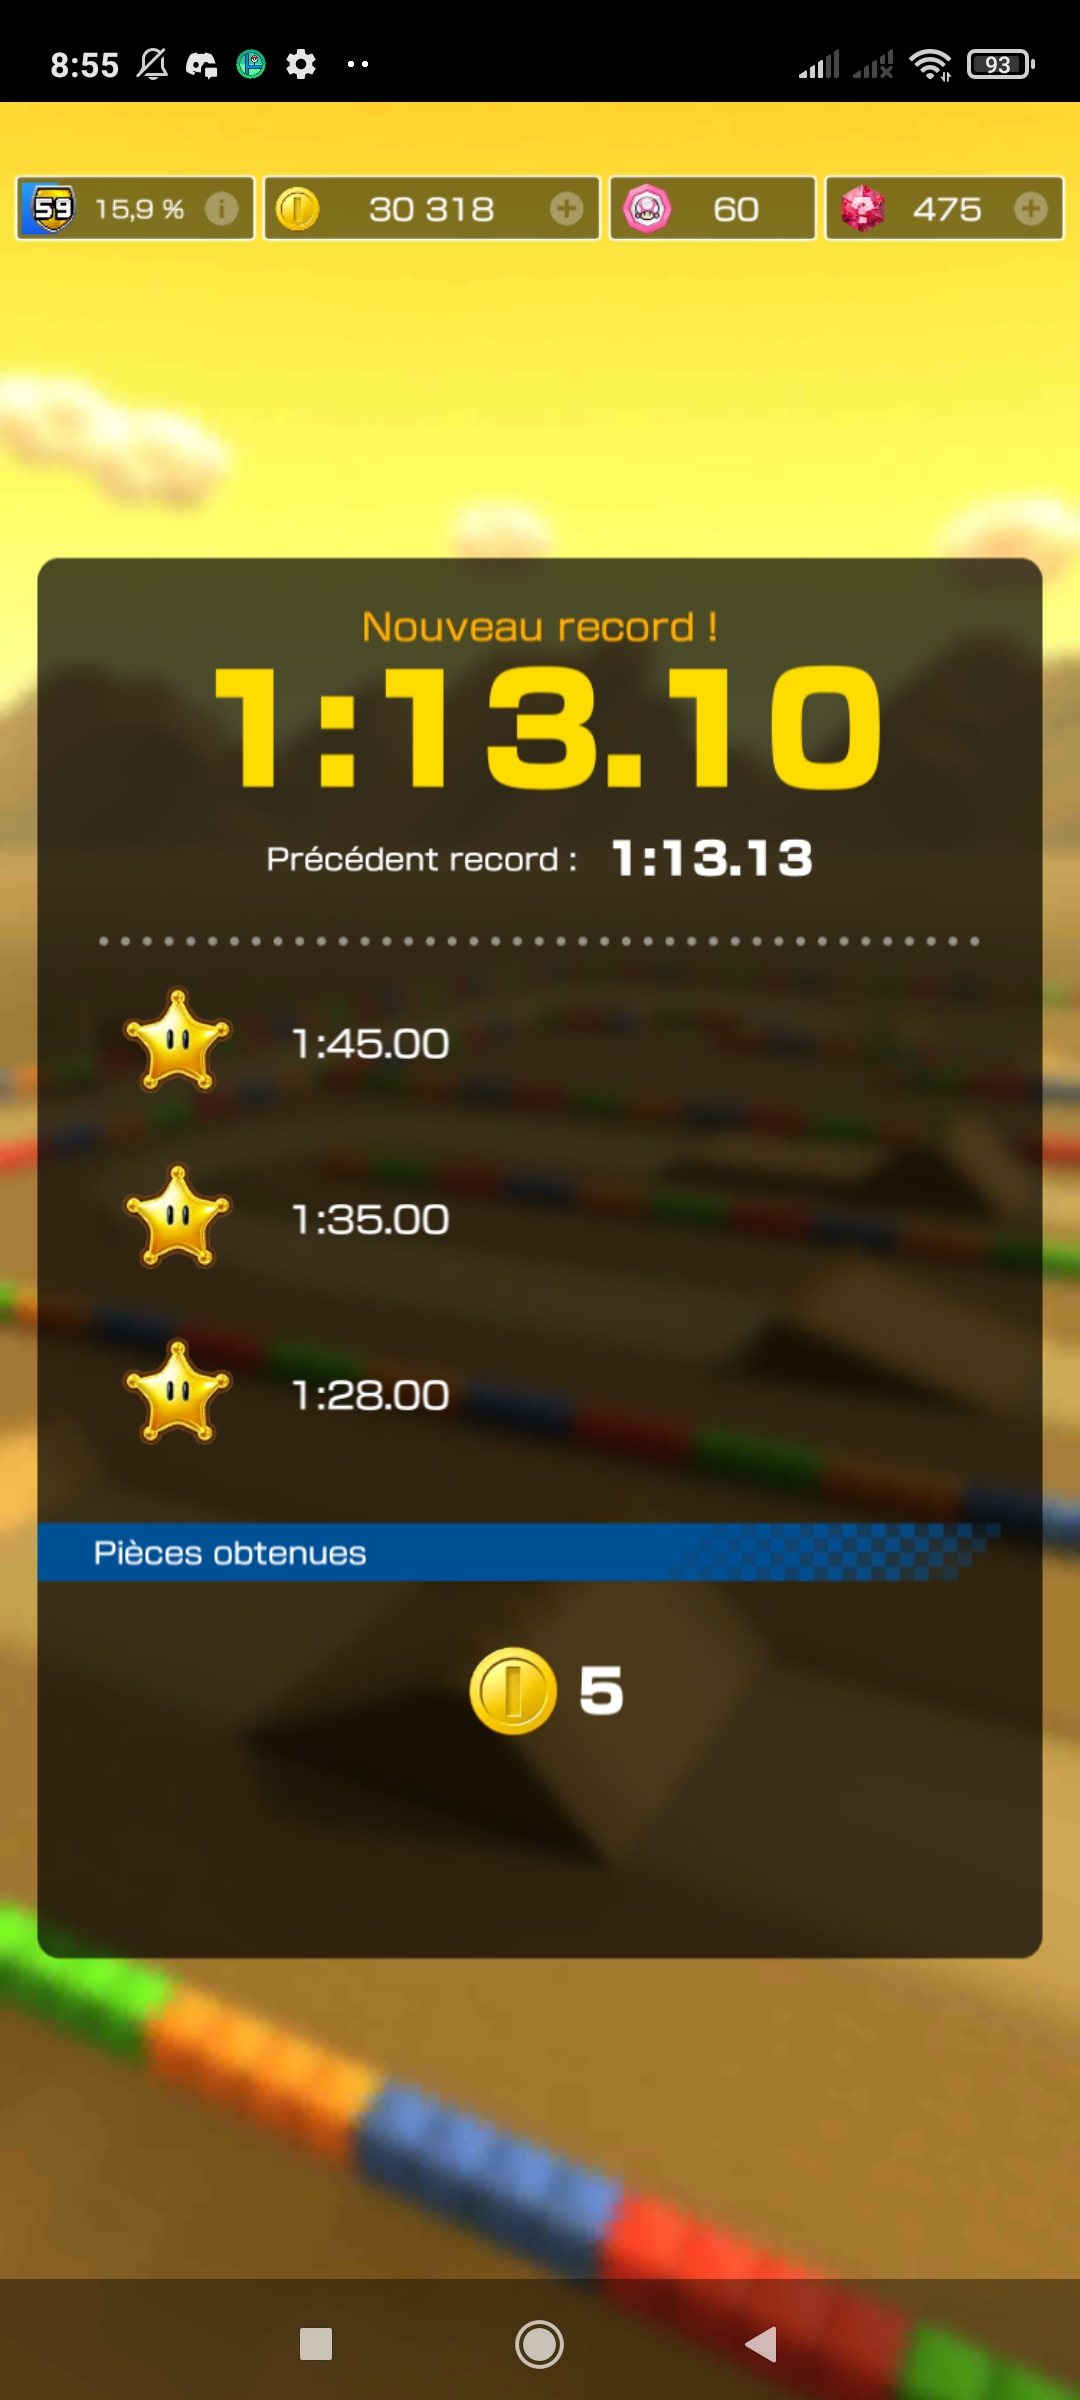 8:55 93
59 15,9 % i 30 318 60 475
Nouveau record !
1:13.10
Précédent record : 1:13.13
1:45.00
1:35.00
1:28.00
Pièces obtenues
5